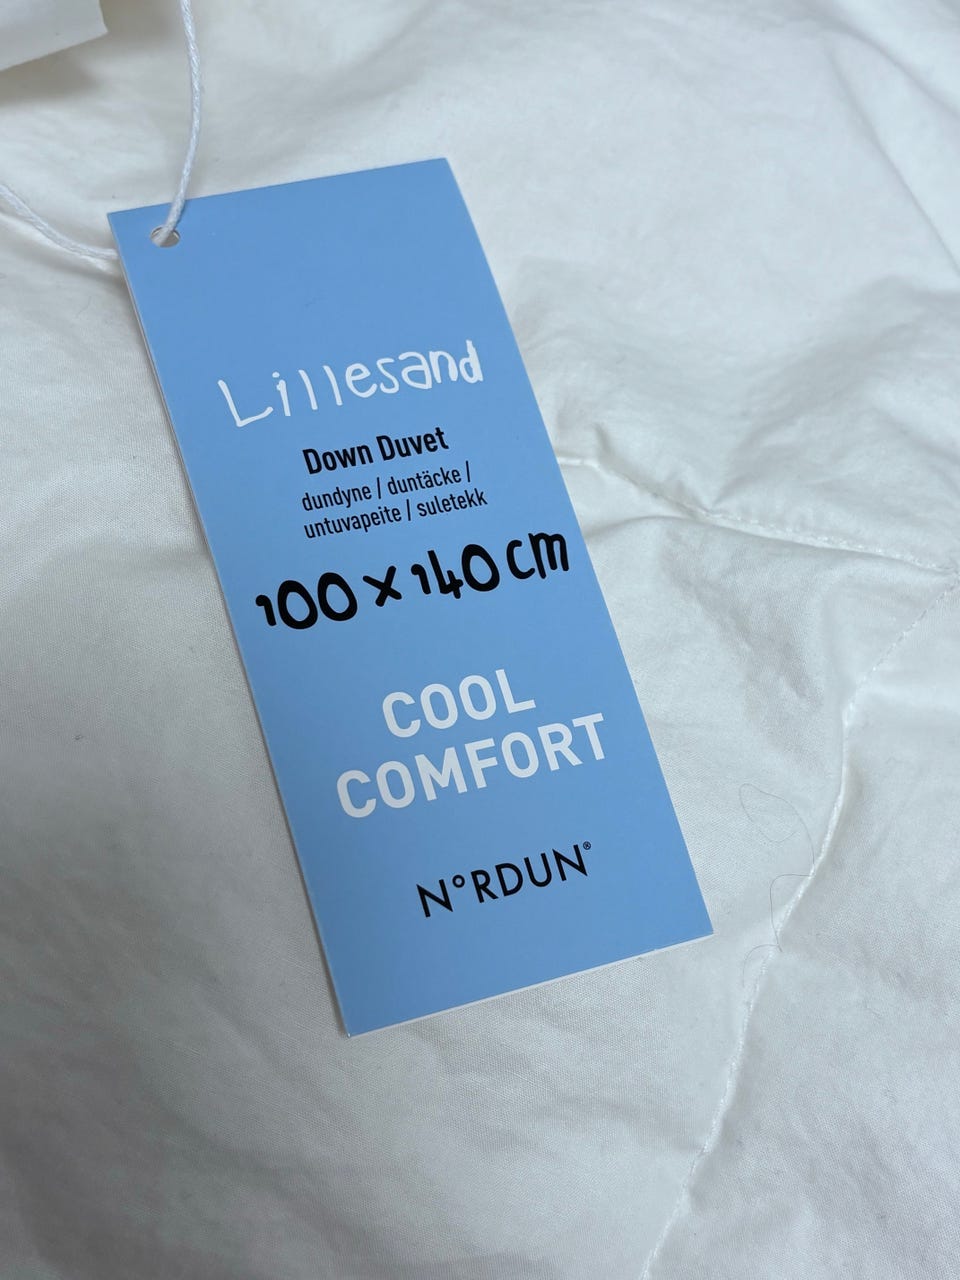 Lillesand
Down Duvet
dundyne / duntäcke /
untuvapeite / suletekk
100 x 140 cm
COOL
COMFORT
N°RDUN®